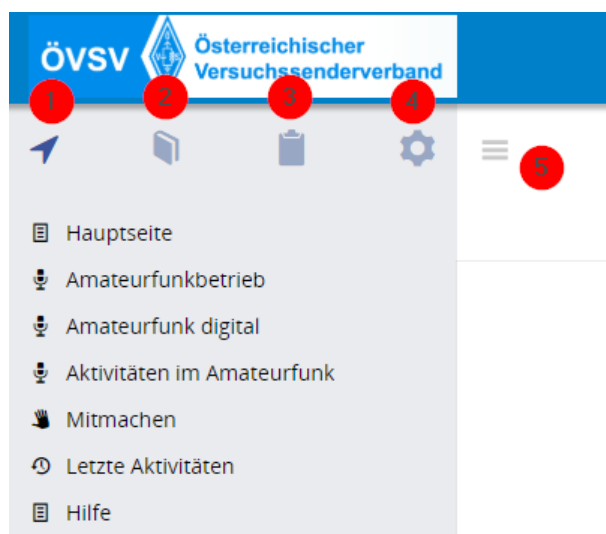 ÖVSV
Österreichischer
Versuchssenderverband
1
2
3
4
5
Hauptseite
Amateurfunkbetrieb
Amateurfunk digital
Aktivitäten im Amateurfunk
Mitmachen
Letzte Aktivitäten
Hilfe